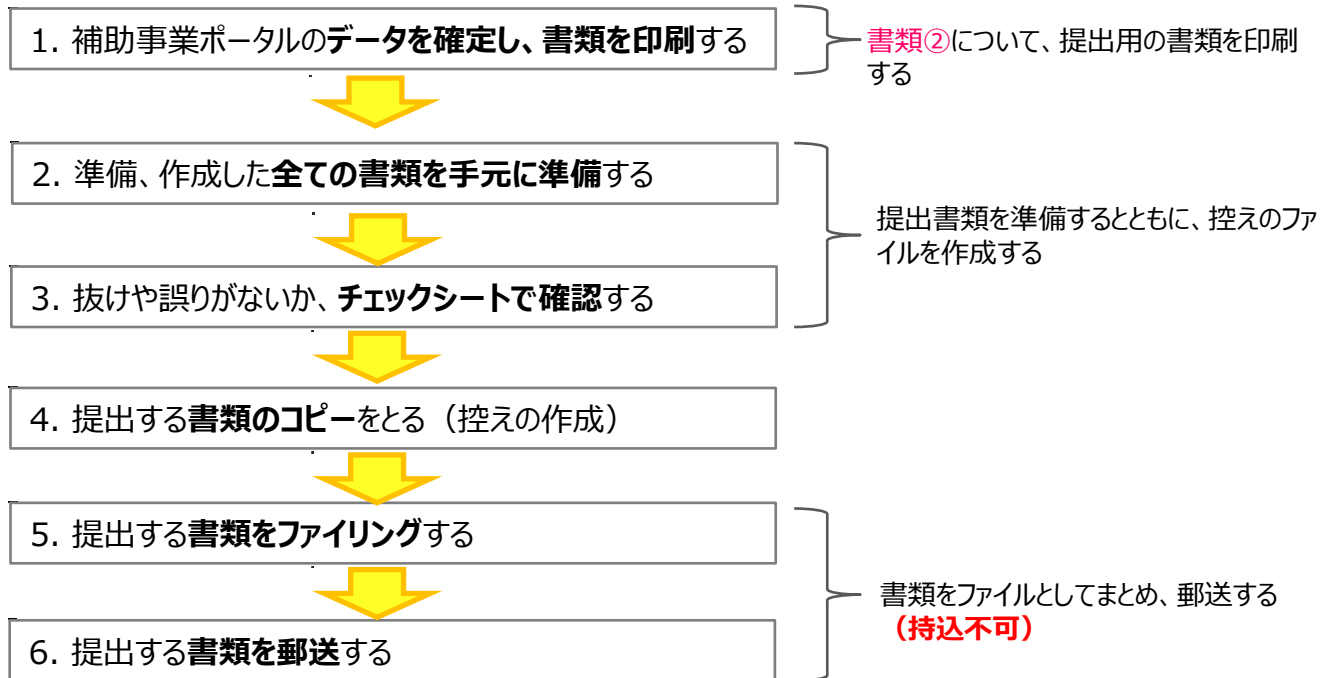 1. 補助事業ポータルのデータを確定し、書類を印刷する
書類②について、提出用の書類を印刷
する
2. 準備、作成した全ての書類を手元に準備する
提出書類を準備するとともに、控えのファ
イルを作成する
3. 抜けや誤りがないか、チェックシートで確認する
4. 提出する書類のコピーをとる（控えの作成）
5. 提出する書類をファイリングする
書類をファイルとしてまとめ、郵送する
（持込不可）
6. 提出する書類を郵送する